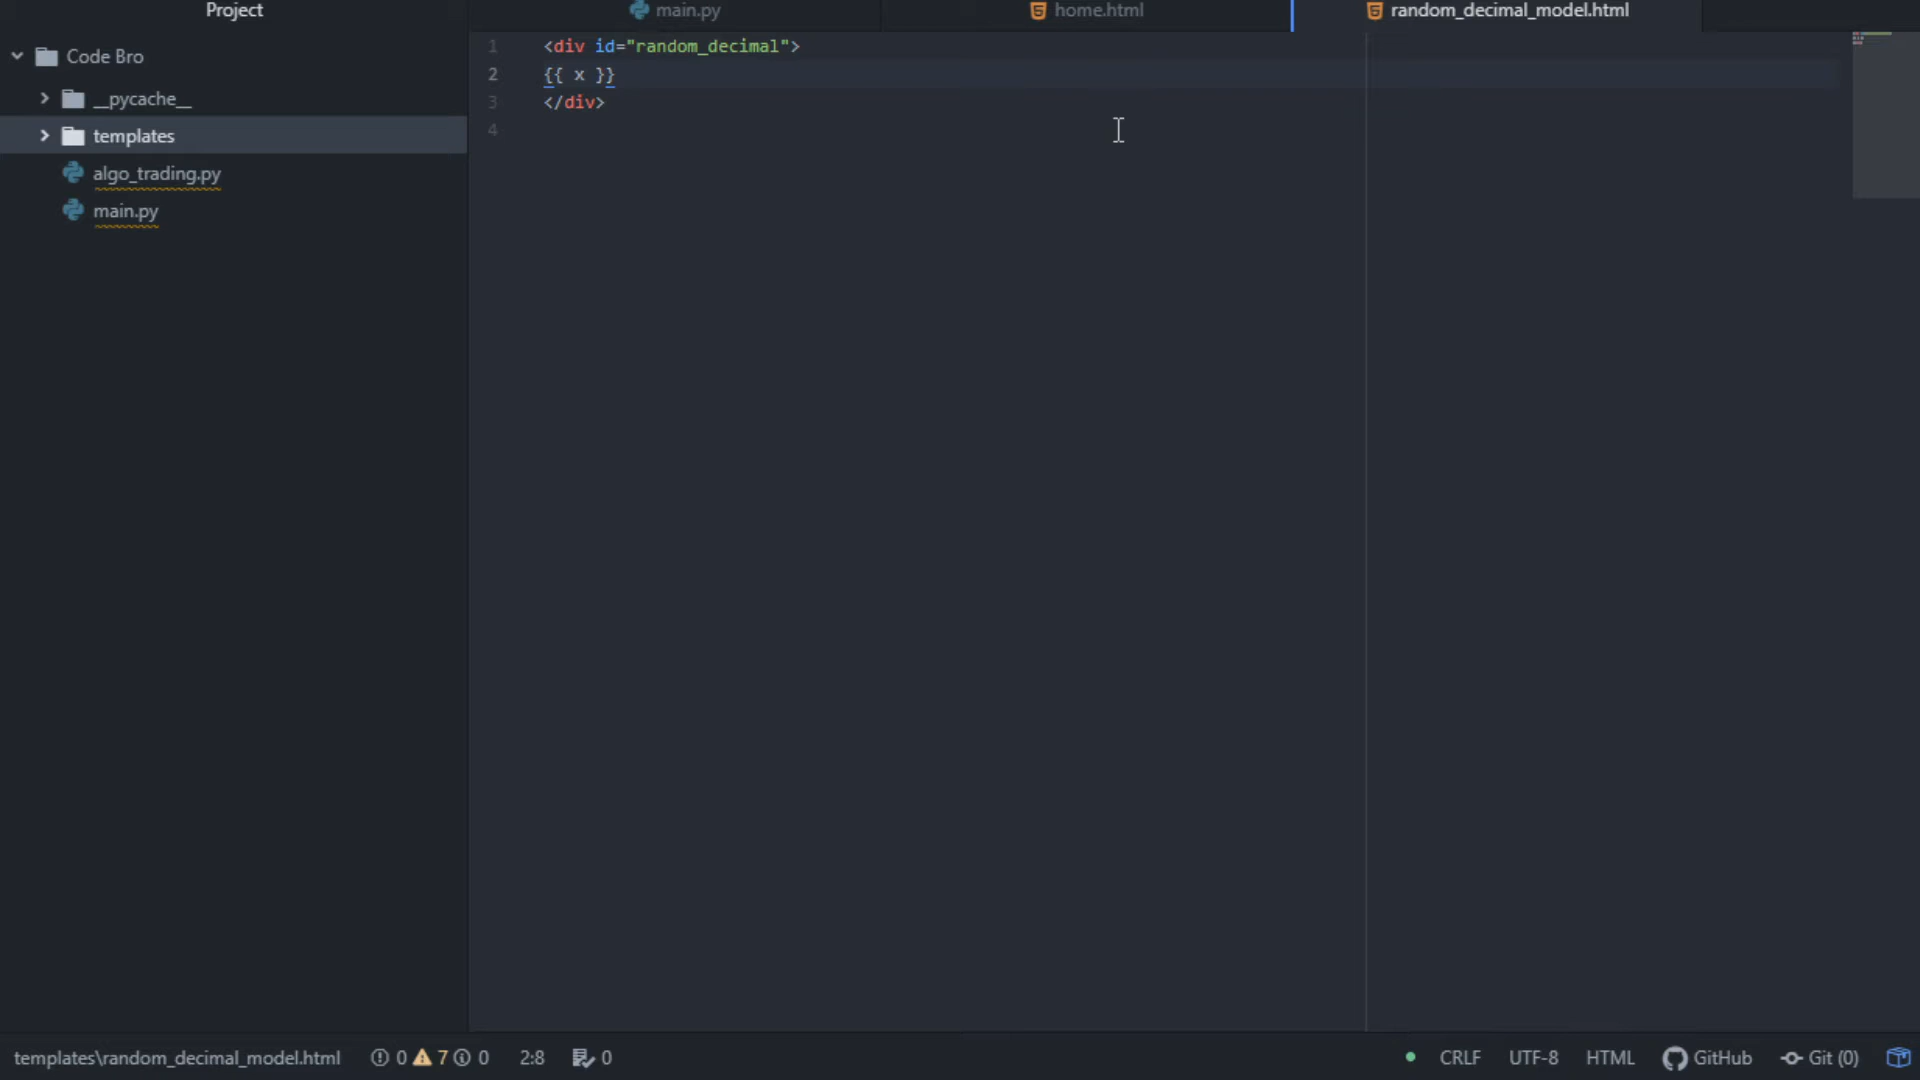 Project
main.py
home.html
random_decimal_model.html
Code Bro
__pycache__
templates
algo_trading.py
main.py
1 <div id="random_decimal">
2 {{ x }}
3 </div>
4
templates\random_decimal_model.html 0 7 0 2:8 0 CRLF UTF-8 HTML GitHub Git (0)